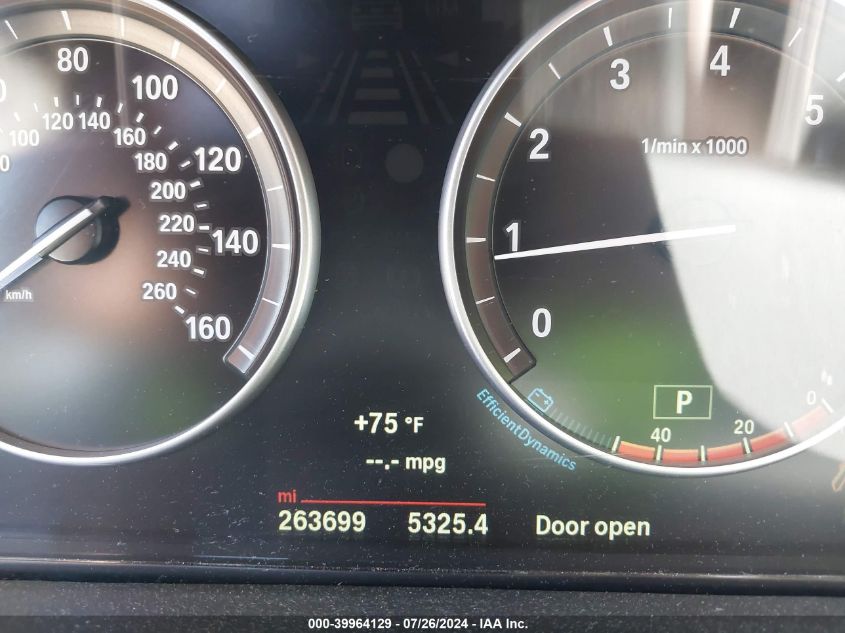 80
100
120
140
160
100 120 140 160
180
200
220
240
260
km/h
0
1
2
3
4
5
1/min x 1000
P
EfficientDynamics
40 20 0
+75 °F
--.- mpg
mi
263699 5325.4 Door open
000-39964129 - 07/26/2024 - IAA Inc.